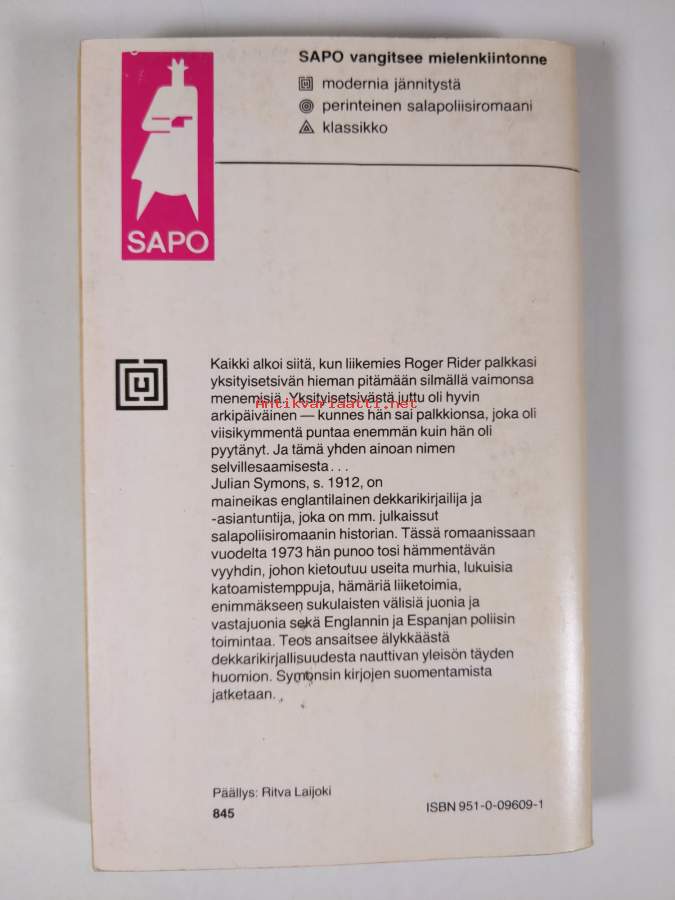 SAPO vangitsee mielenkiintonne
modernia jännitystä
perinteinen salapoliisiromaani
klassikko
SAPO
Kaikki alkoi siitä, kun liikemies Roger Rider palkkasi
yksityisetsivän hieman pitämään silmällä vaimonsa
menemisiä. Yksityisetsivästä juttu oli hyvin
Antikvariaatti.net
arkipäiväinen — kunnes hän sai palkkionsa, joka oli
viisikymmentä puntaa enemmän kuin hän oli
pyytänyt. Ja tämä yhden ainoan nimen
selvillesaamisesta...
Julian Symons, s. 1912, on
maineikas englantilainen dekkarikirjailija ja
-asiantuntija, joka on mm. julkaissut
salapoliisiromaanin historian. Tässä romaanissaan
vuodelta 1973 hän punoo tosi hämmentävän
vyyhdin, johon kietoutuu useita murhia, lukuisia
katoamistemppuja, hämäriä liiketoimia,
enimmäkseen sukulaisten välisiä juonia ja
vastajuonia sekä Englannin ja Espanjan poliisin
toimintaa. Teos ansaitsee älykkäästä
dekkarikirjallisuudesta nauttivan yleisön täyden
huomion. Symonsin kirjojen suomentamista
jatketaan.
Päällys: Ritva Laijoki
845
ISBN 951-0-09609-1